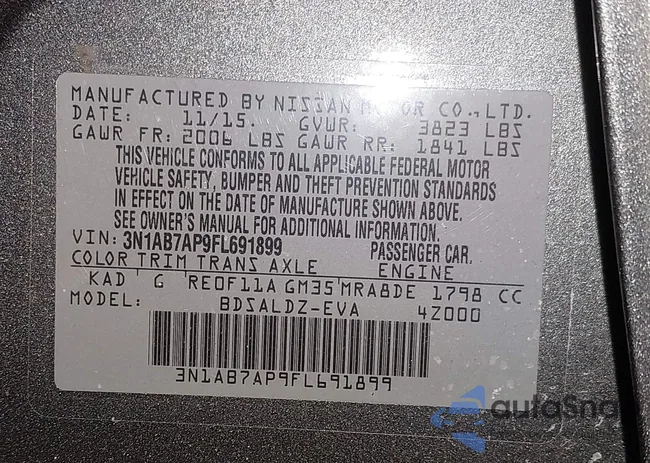 MANUFACTURED BY NISSAN MOTOR CO.,LTD.
DATE: 11/15. GVWR: 3823 LBS
GAWR FR: 2006 LBS GAWR RR: 1841 LBS
THIS VEHICLE CONFORMS TO ALL APPLICABLE FEDERAL MOTOR
VEHICLE SAFETY, BUMPER AND THEFT PREVENTION STANDARDS
IN EFFECT ON THE DATE OF MANUFACTURE SHOWN ABOVE.
SEE OWNER'S MANUAL FOR ADDITIONAL INFORMATION.
VIN: 3N1AB7AP9FL691899 PASSENGER CAR.
COLOR TRIM TRANS AXLE ENGINE
KAD G RE0F11A GM35 MRA8DE 1798 CC
MODEL: BDSALDZ-EVA 4Z000
3N1AB7AP9FL691899